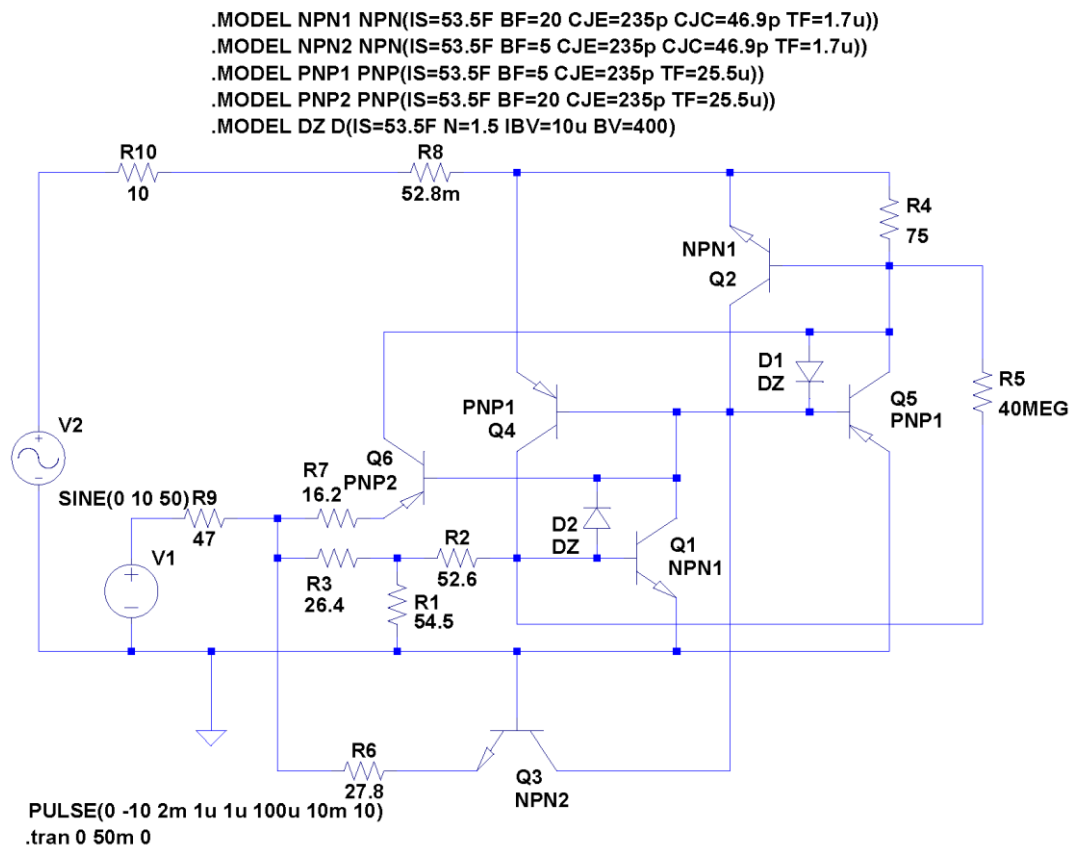 .MODEL NPN1 NPN(IS=53.5F BF=20 CJE=235p CJC=46.9p TF=1.7u))
.MODEL NPN2 NPN(IS=53.5F BF=5 CJE=235p CJC=46.9p TF=1.7u))
.MODEL PNP1 PNP(IS=53.5F BF=5 CJE=235p TF=25.5u))
.MODEL PNP2 PNP(IS=53.5F BF=20 CJE=235p TF=25.5u))
.MODEL DZ D(IS=53.5F N=1.5 IBV=10u BV=400)
R10
10
R8
52.8m
R4
75
NPN1
Q2
D1
DZ
Q5
PNP1
R5
40MEG
PNP1
Q4
V2
SINE(0 10 50)
Q6
PNP2
R7
16.2
R9
47
V1
R3
26.4
R2
52.6
R1
54.5
D2
DZ
Q1
NPN1
R6
27.8
Q3
NPN2
PULSE(0 -10 2m 1u 1u 100u 10m 10)
.tran 0 50m 0